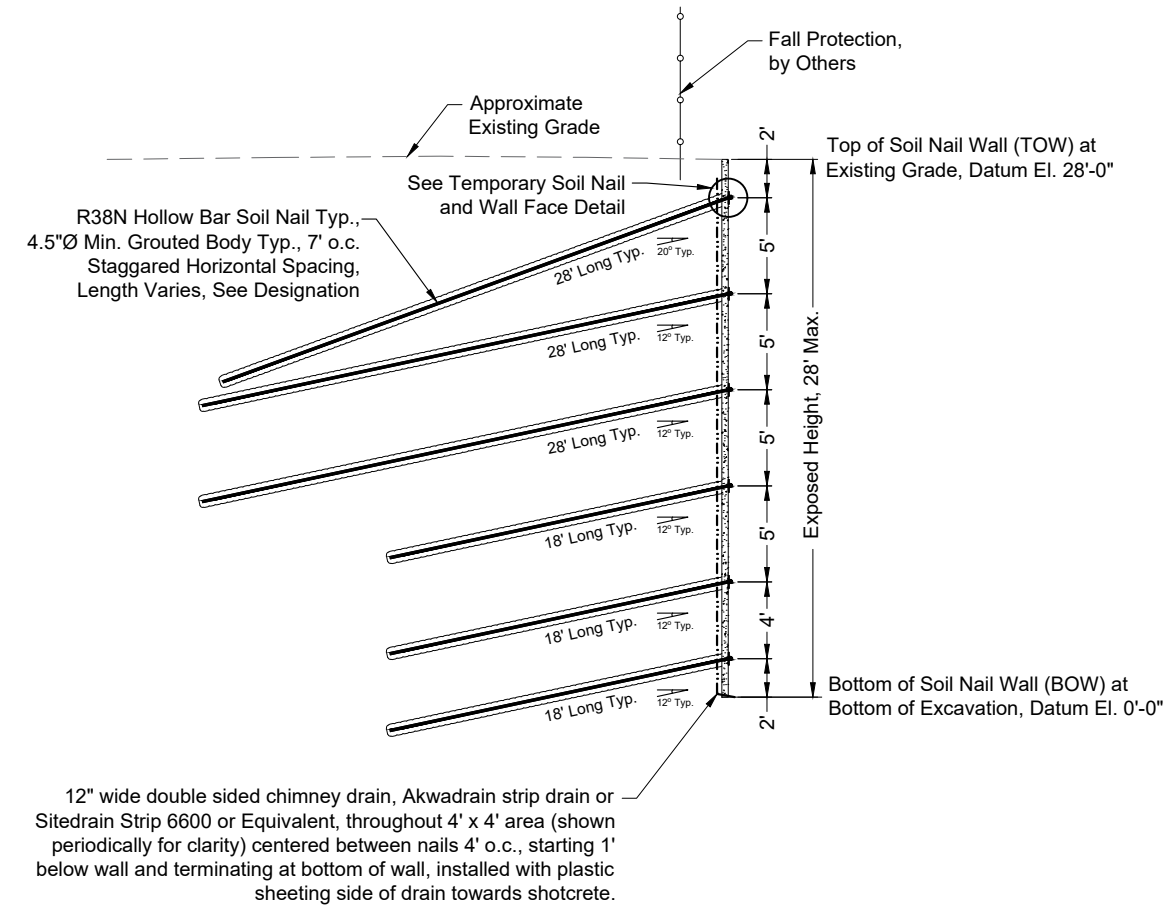 Fall Protection,
by Others
Approximate
Existing Grade
2'
Top of Soil Nail Wall (TOW) at
Existing Grade, Datum El. 28'-0"
See Temporary Soil Nail
and Wall Face Detail
R38N Hollow Bar Soil Nail Typ.,
4.5"Ø Min. Grouted Body Typ., 7' o.c.
Staggared Horizontal Spacing,
Length Varies, See Designation
28' Long Typ.
20° Typ.
5'
28' Long Typ.
12° Typ.
5'
28' Long Typ.
12° Typ.
5'
18' Long Typ.
12° Typ.
5'
18' Long Typ.
12° Typ.
4'
18' Long Typ.
12° Typ.
2'
Exposed Height, 28' Max.
Bottom of Soil Nail Wall (BOW) at
Bottom of Excavation, Datum El. 0'-0"
12" wide double sided chimney drain, Akwadrain strip drain or
Sitedrain Strip 6600 or Equivalent, throughout 4' x 4' area (shown
periodically for clarity) centered between nails 4' o.c., starting 1'
below wall and terminating at bottom of wall, installed with plastic
sheeting side of drain towards shotcrete.